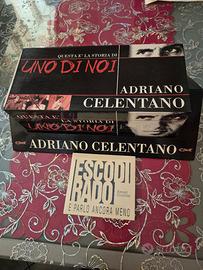 QUESTA E' LA STORIA DI
UNO DI NOI
ADRIANO
CELENTANO
QUESTA E' LA STORIA DI
UNO DI NOI
ADRIANO CELENTANO
ESCO DI
RADO
E PARLO ANCORA MENO